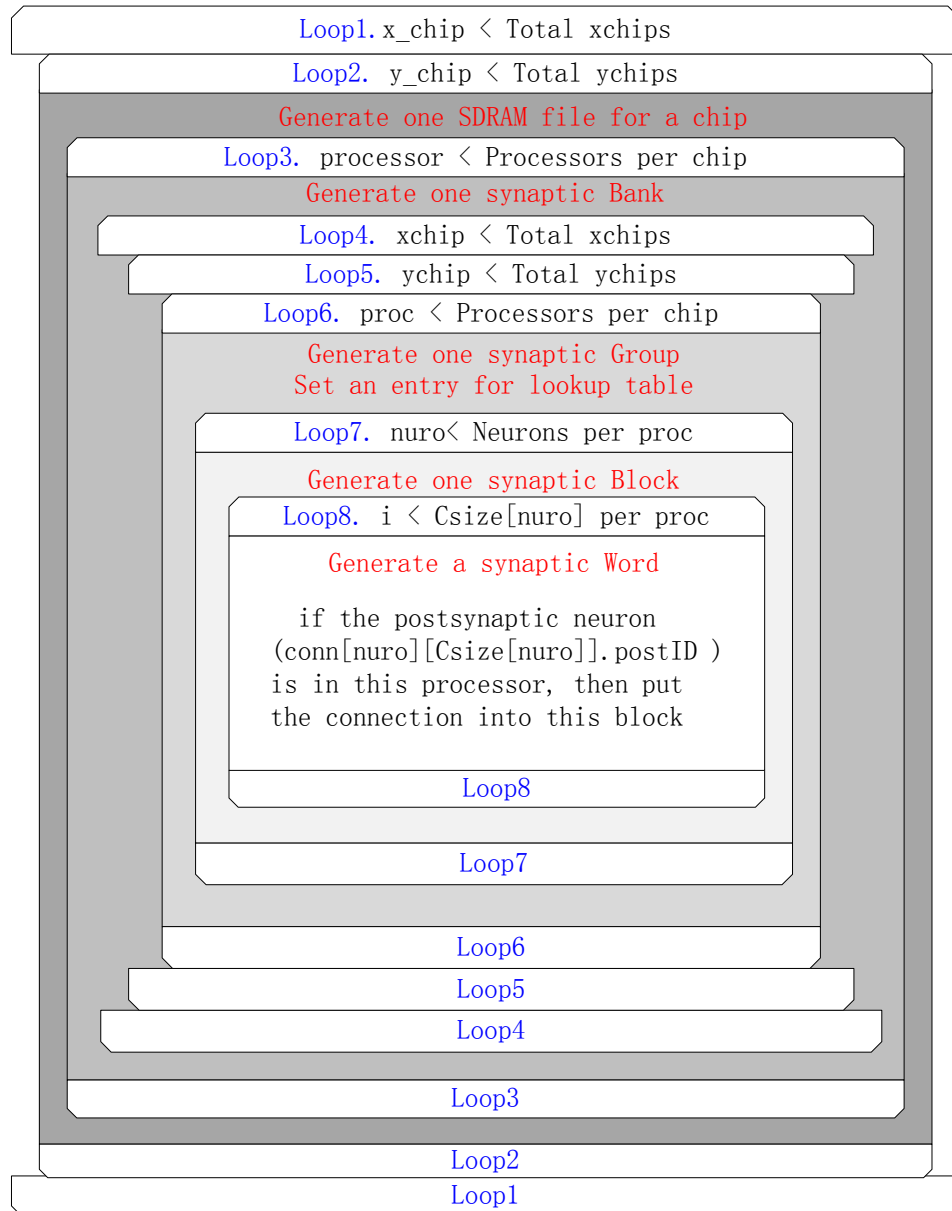 Loop1. x_chip < Total xchips
Loop2. y_chip < Total ychips
Generate one SDRAM file for a chip
Loop3. processor < Processors per chip
Generate one synaptic Bank
Loop4. xchip < Total xchips
Loop5. ychip < Total ychips
Loop6. proc < Processors per chip
Generate one synaptic Group
Set an entry for lookup table
Loop7. nuro< Neurons per proc
Generate one synaptic Block
Loop8. i < Csize[nuro] per proc
Generate a synaptic Word
if the postsynaptic neuron
(conn[nuro][Csize[nuro]].postID )
is in this processor, then put
the connection into this block
Loop8
Loop7
Loop6
Loop5
Loop4
Loop3
Loop2
Loop1